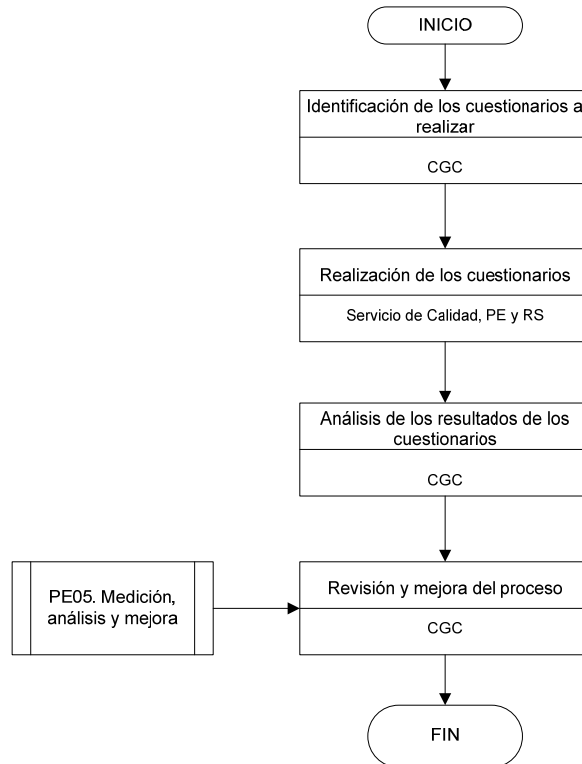 INICIO
Identificación de los cuestionarios a
realizar
CGC
Realización de los cuestionarios
Servicio de Calidad, PE y RS
Análisis de los resultados de los
cuestionarios
CGC
PE05. Medición,
análisis y mejora
Revisión y mejora del proceso
CGC
FIN